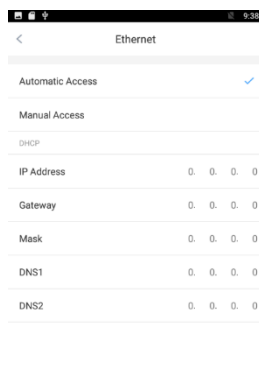 9:38
Ethernet
Automatic Access
Manual Access
DHCP
IP Address 0. 0. 0. 0
Gateway 0. 0. 0. 0
Mask 0. 0. 0. 0
DNS1 0. 0. 0. 0
DNS2 0. 0. 0. 0